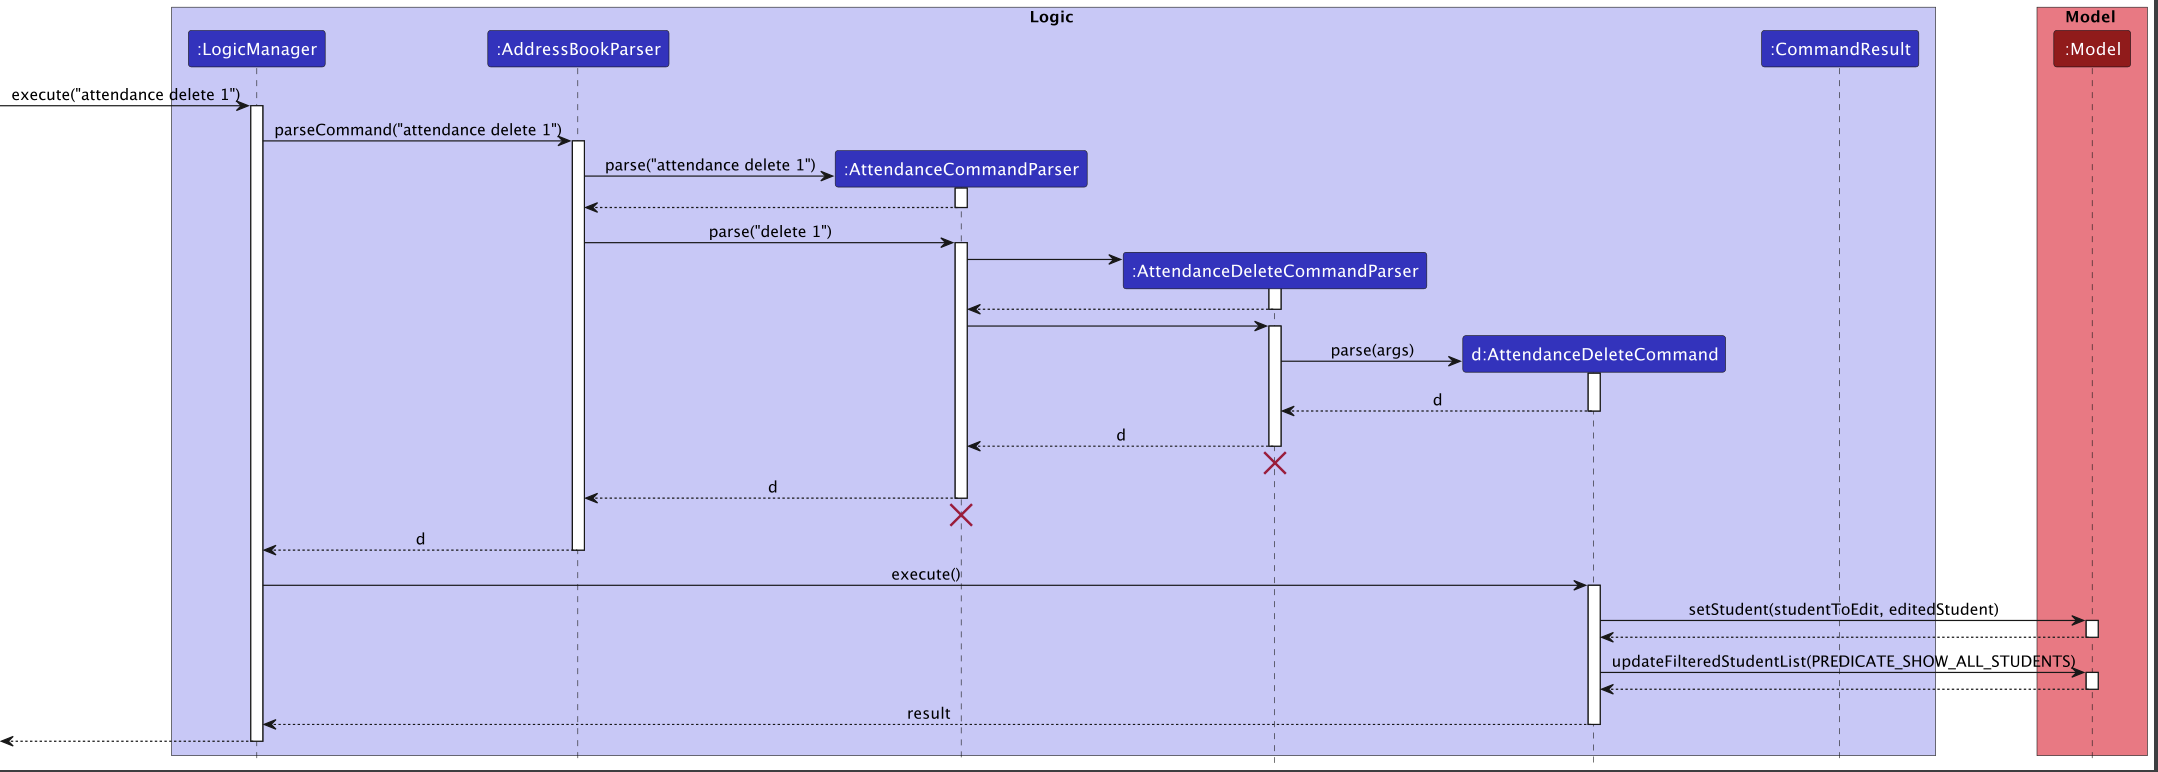 Logic
Model
:LogicManager
:AddressBookParser
:CommandResult
:Model
execute("attendance delete 1")
parseCommand("attendance delete 1")
parse("attendance delete 1")
:AttendanceCommandParser
parse("delete 1")
:AttendanceDeleteCommandParser
parse(args)
d:AttendanceDeleteCommand
d
d
d
d
execute()
setStudent(studentToEdit, editedStudent)
updateFilteredStudentList(PREDICATE_SHOW_ALL_STUDENTS)
result